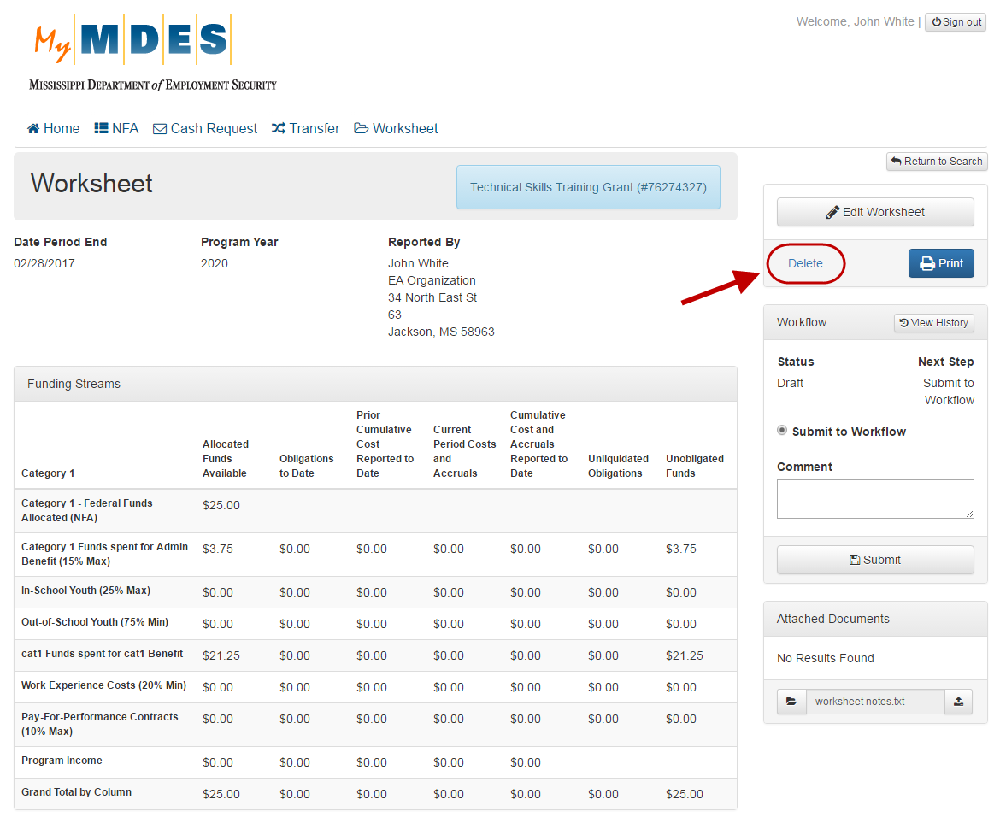 My MDES
Mississippi Department of Employment Security
Welcome, John White | Sign out
Home NFA Cash Request Transfer Worksheet
Return to Search
Worksheet
Technical Skills Training Grant (#76274327)
Date Period End
02/28/2017
Program Year
2020
Reported By
John White
EA Organization
34 North East St
63
Jackson, MS 58963
Funding Streams
Category 1
Allocated
Funds
Available
Obligations
to Date
Prior
Cumulative
Cost
Reported to
Date
Current
Period Costs
and
Accruals
Cumulative
Cost and
Accruals
Reported to
Date
Unliquidated
Obligations
Unobligated
Funds
Category 1 - Federal Funds
Allocated (NFA)
$25.00
Category 1 Funds spent for Admin
Benefit (15% Max)
$3.75 $0.00 $0.00 $0.00 $0.00 $0.00 $3.75
In-School Youth (25% Max)
$0.00 $0.00 $0.00 $0.00 $0.00 $0.00 $0.00
Out-of-School Youth (75% Min)
$0.00 $0.00 $0.00 $0.00 $0.00 $0.00 $0.00
cat1 Funds spent for cat1 Benefit
$21.25 $0.00 $0.00 $0.00 $0.00 $0.00 $21.25
Work Experience Costs (20% Min)
$0.00 $0.00 $0.00 $0.00 $0.00 $0.00 $0.00
Pay-For-Performance Contracts
(10% Max)
$0.00 $0.00 $0.00 $0.00 $0.00 $0.00 $0.00
Program Income
$0.00 $0.00 $0.00 $0.00 $0.00
Grand Total by Column
$25.00 $0.00 $0.00 $0.00 $0.00 $0.00 $25.00
Edit Worksheet
Delete
Print
Workflow
View History
Status
Draft
Next Step
Submit to
Workflow
Submit to Workflow
Comment
Submit
Attached Documents
No Results Found
worksheet notes.txt